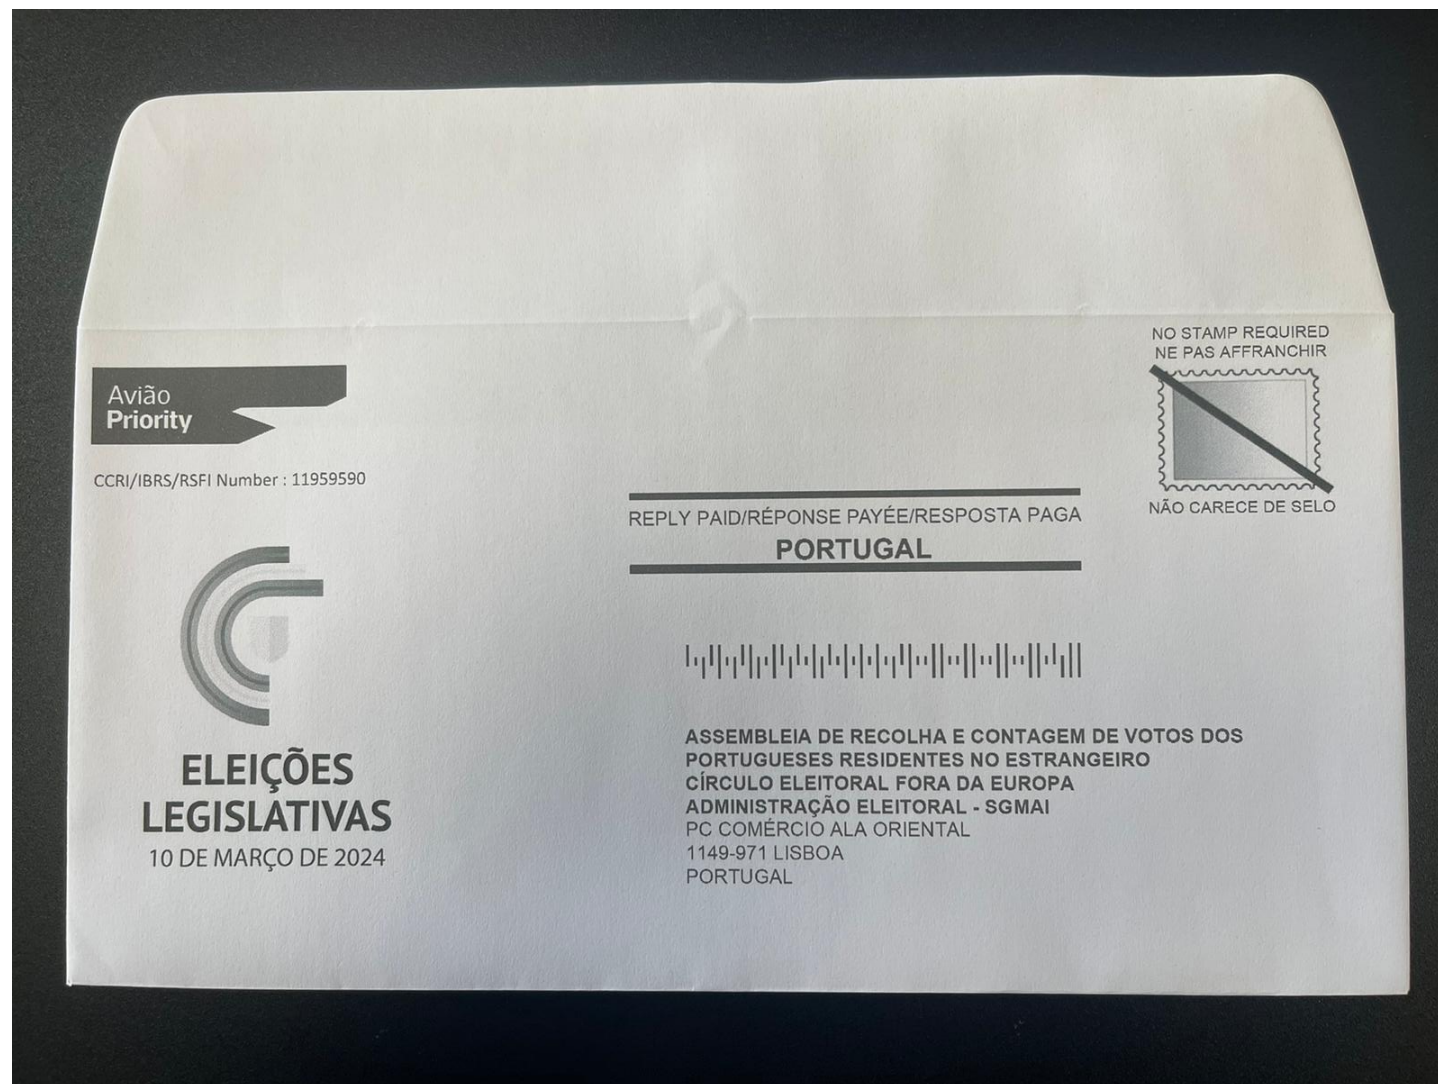 NO STAMP REQUIRED
NE PAS AFFRANCHIR
NÃO CARECE DE SELO
Avião
Priority
CCRI/IBRS/RSFI Number : 11959590
REPLY PAID/RÉPONSE PAYÉE/RESPOSTA PAGA
PORTUGAL
ELEIÇÕES
LEGISLATIVAS
10 DE MARÇO DE 2024
ASSEMBLEIA DE RECOLHA E CONTAGEM DE VOTOS DOS
PORTUGUESES RESIDENTES NO ESTRANGEIRO
CÍRCULO ELEITORAL FORA DA EUROPA
ADMINISTRAÇÃO ELEITORAL - SGMAI
PC COMÉRCIO ALA ORIENTAL
1149-971 LISBOA
PORTUGAL